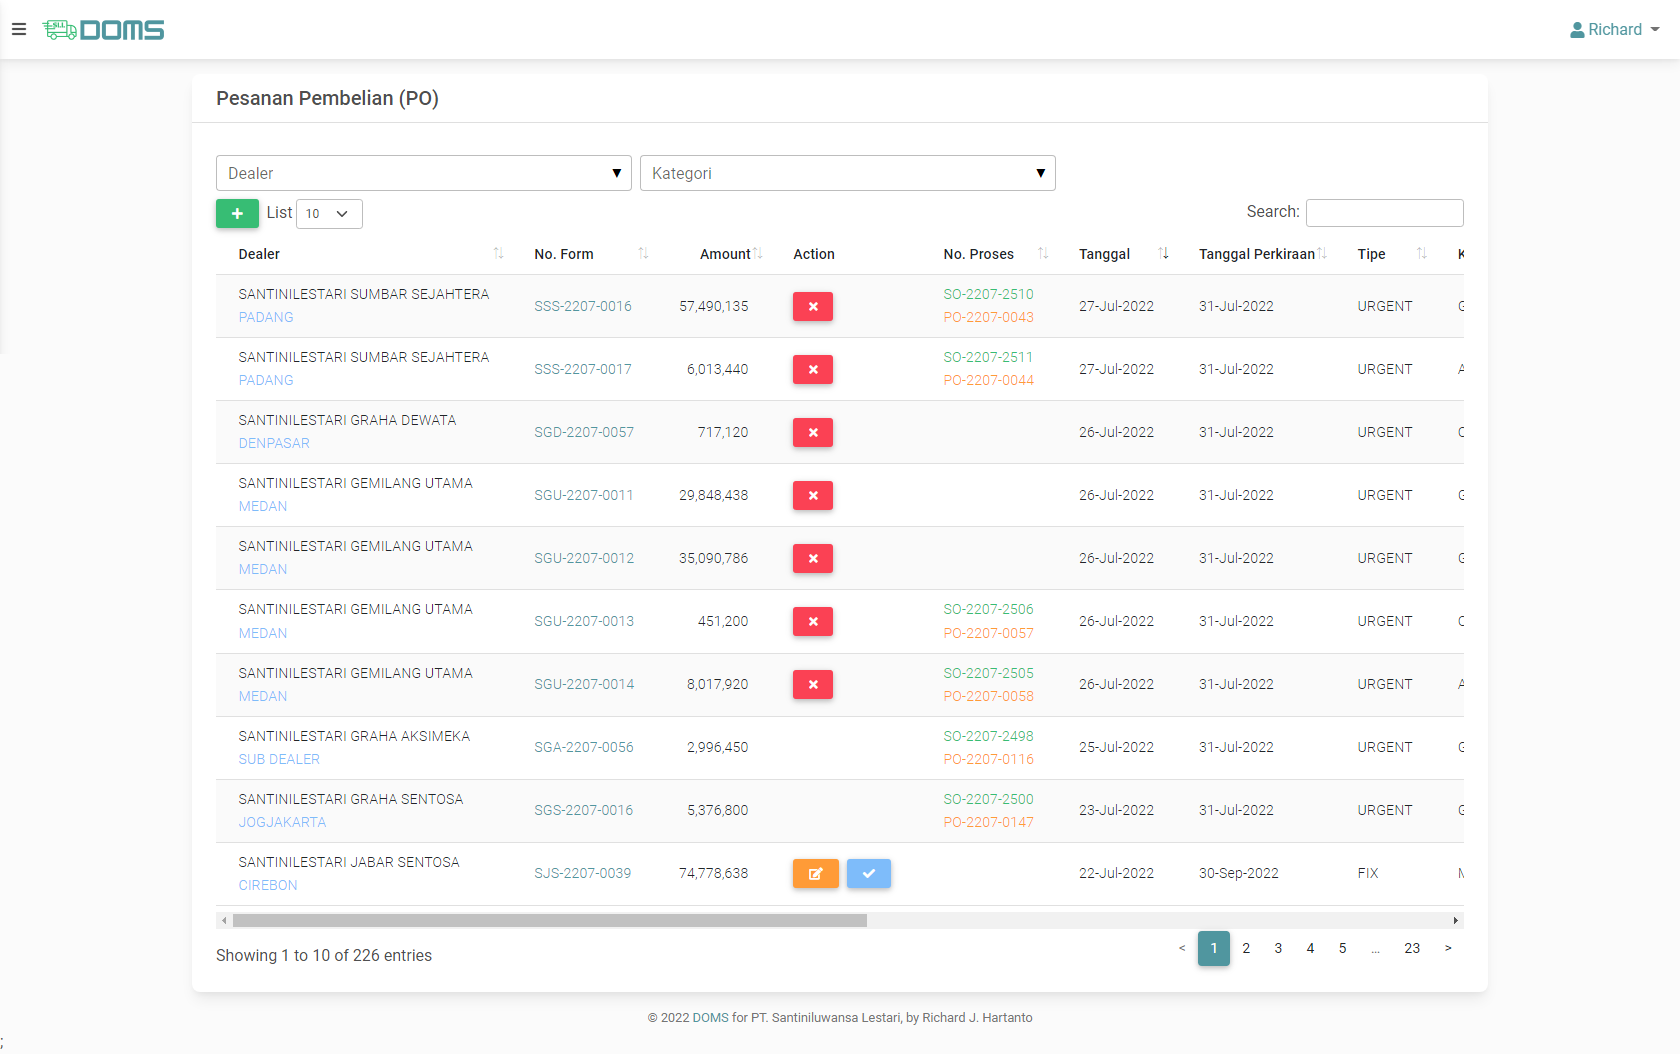 SLL DOMS
Richard
Pesanan Pembelian (PO)
Dealer Kategori
+ List 10 Search:
Dealer No. Form Amount Action No. Proses Tanggal Tanggal Perkiraan Tipe K
SANTINILESTARI SUMBAR SEJAHTERA
PADANG
SSS-2207-0016 57,490,135
SO-2207-2510
PO-2207-0043
27-Jul-2022 31-Jul-2022 URGENT G
SANTINILESTARI SUMBAR SEJAHTERA
PADANG
SSS-2207-0017 6,013,440
SO-2207-2511
PO-2207-0044
27-Jul-2022 31-Jul-2022 URGENT A
SANTINILESTARI GRAHA DEWATA
DENPASAR
SGD-2207-0057 717,120
26-Jul-2022 31-Jul-2022 URGENT
SANTINILESTARI GEMILANG UTAMA
MEDAN
SGU-2207-0011 29,848,438
26-Jul-2022 31-Jul-2022 URGENT G
SANTINILESTARI GEMILANG UTAMA
MEDAN
SGU-2207-0012 35,090,786
26-Jul-2022 31-Jul-2022 URGENT G
SANTINILESTARI GEMILANG UTAMA
MEDAN
SGU-2207-0013 451,200
SO-2207-2506
PO-2207-0057
26-Jul-2022 31-Jul-2022 URGENT
SANTINILESTARI GEMILANG UTAMA
MEDAN
SGU-2207-0014 8,017,920
SO-2207-2505
PO-2207-0058
26-Jul-2022 31-Jul-2022 URGENT A
SANTINILESTARI GRAHA AKSIMEKA
SUB DEALER
SGA-2207-0056 2,996,450
SO-2207-2498
PO-2207-0116
25-Jul-2022 31-Jul-2022 URGENT G
SANTINILESTARI GRAHA SENTOSA
JOGJAKARTA
SGS-2207-0016 5,376,800
SO-2207-2500
PO-2207-0147
23-Jul-2022 31-Jul-2022 URGENT G
SANTINILESTARI JABAR SENTOSA
CIREBON
SJS-2207-0039 74,778,638
22-Jul-2022 30-Sep-2022 FIX M
Showing 1 to 10 of 226 entries
< 1 2 3 4 5 … 23 >
© 2022 DOMS for PT. Santiniluwansa Lestari, by Richard J. Hartanto
;